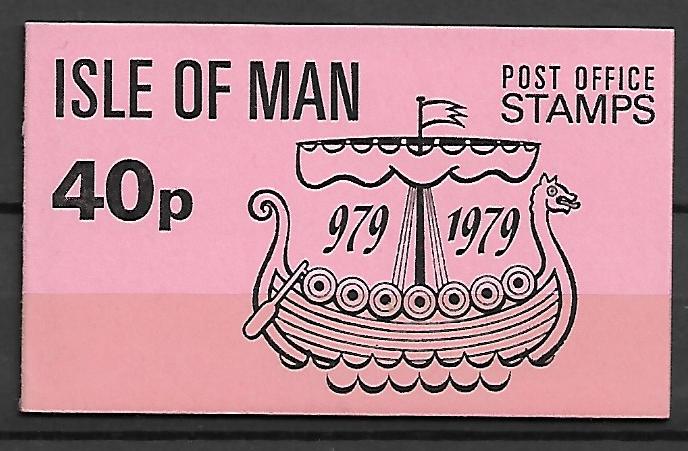 ISLE OF MAN
POST OFFICE
STAMPS
40p
979 1979